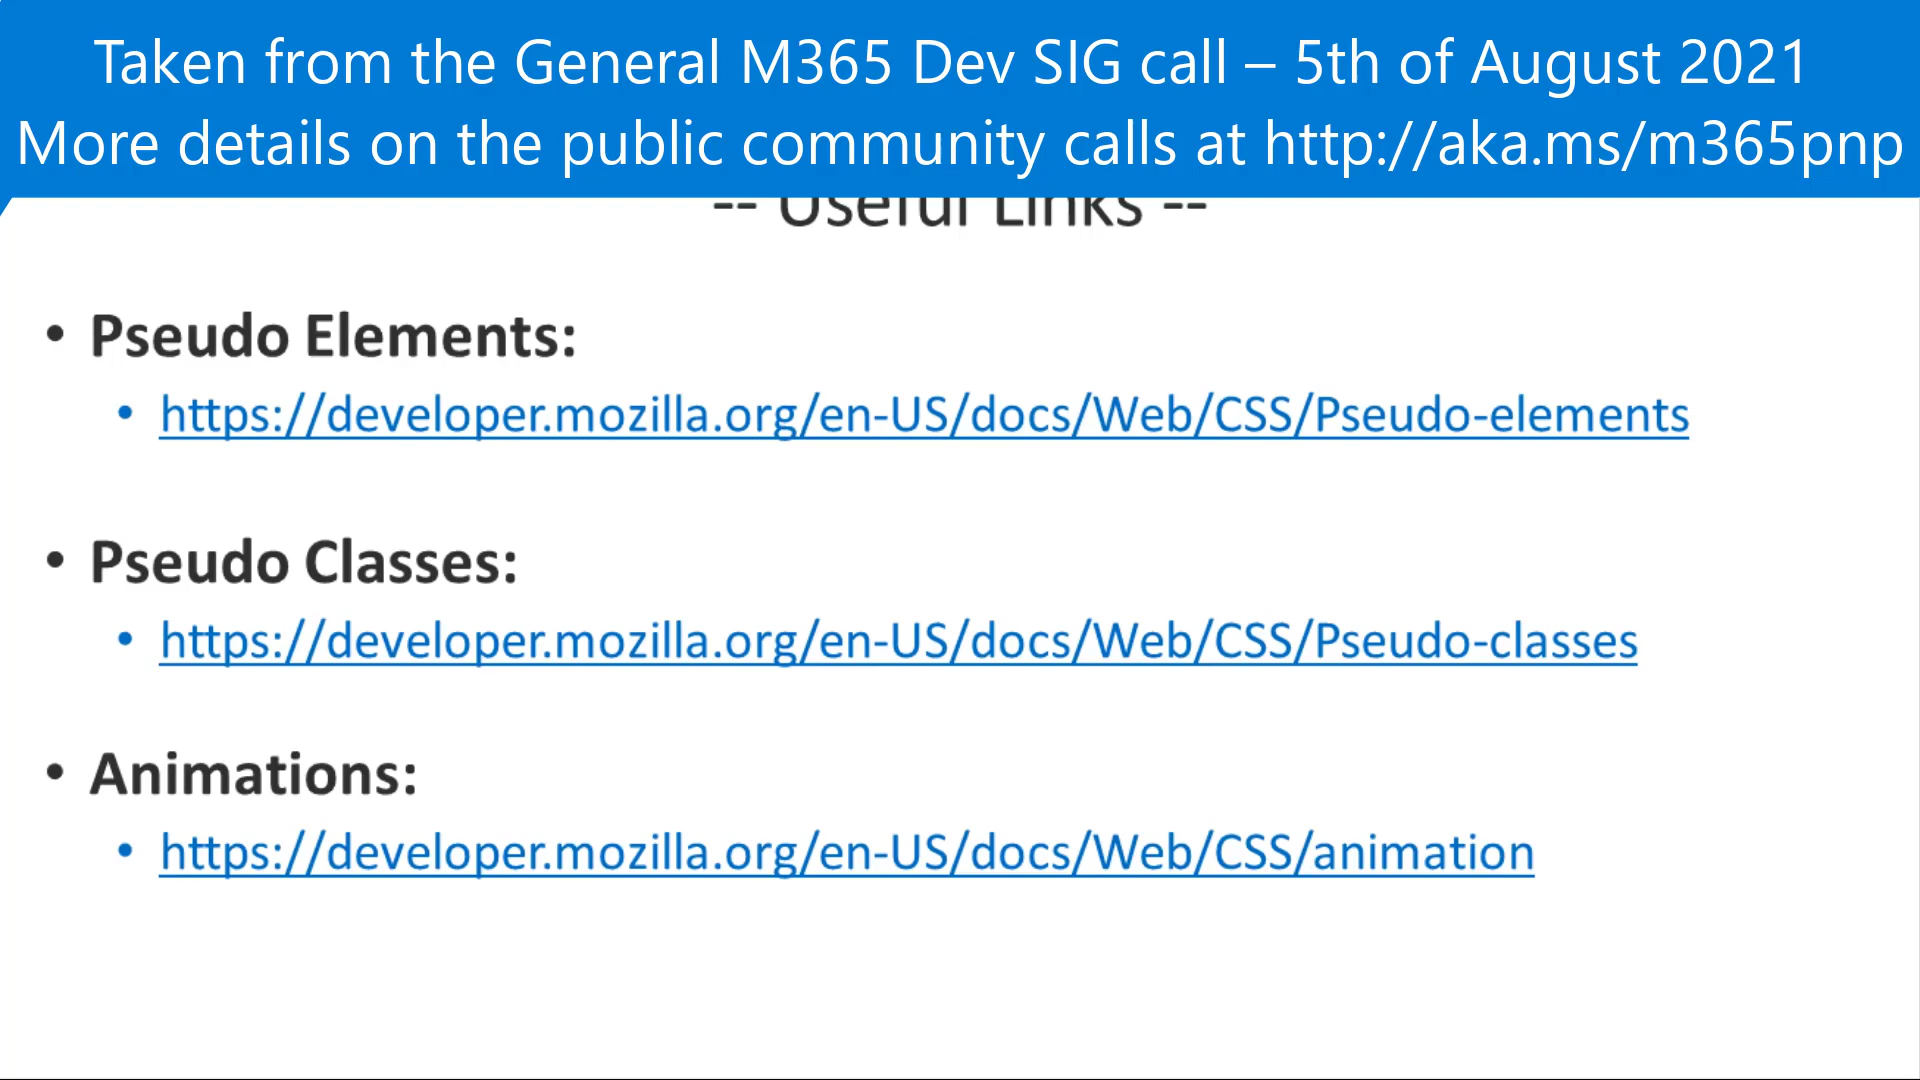 Taken from the General M365 Dev SIG call – 5th of August 2021
More details on the public community calls at http://aka.ms/m365pnp
-- Useful Links --
• Pseudo Elements:
• https://developer.mozilla.org/en-US/docs/Web/CSS/Pseudo-elements
• Pseudo Classes:
• https://developer.mozilla.org/en-US/docs/Web/CSS/Pseudo-classes
• Animations:
• https://developer.mozilla.org/en-US/docs/Web/CSS/animation